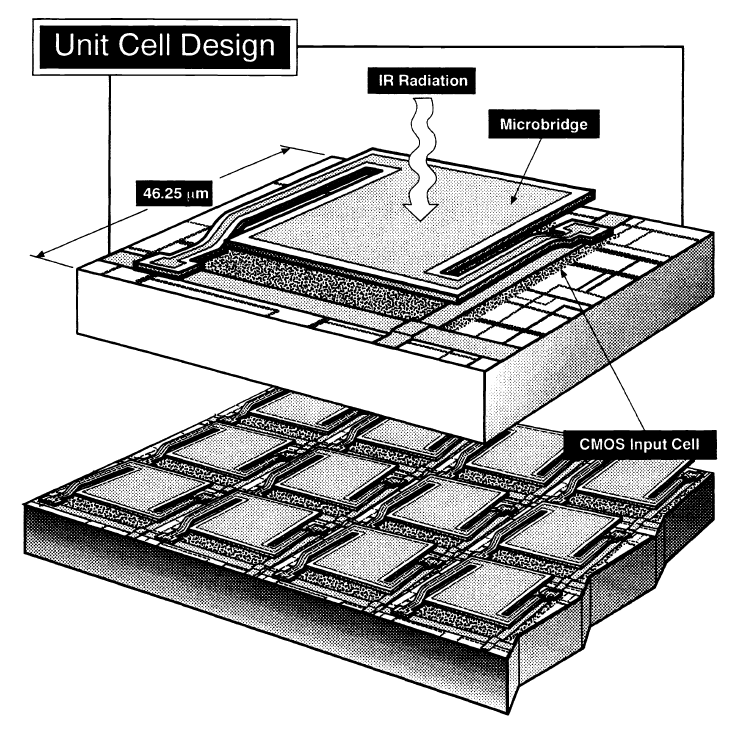 Unit Cell Design
IR Radiation
Microbridge
46.25 µm
CMOS Input Cell